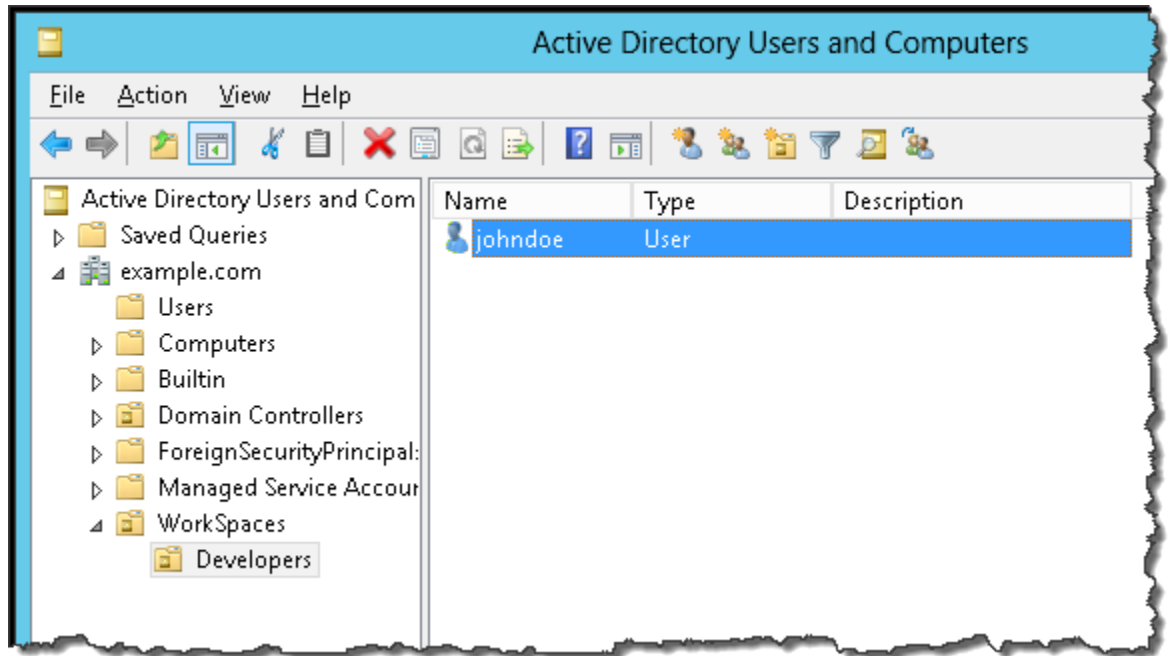 Active Directory Users and Computers
File Action View Help
Active Directory Users and Com
Saved Queries
example.com
Users
Computers
Builtin
Domain Controllers
ForeignSecurityPrincipal:
Managed Service Accour
WorkSpaces
Developers
Name Type Description
johndoe User